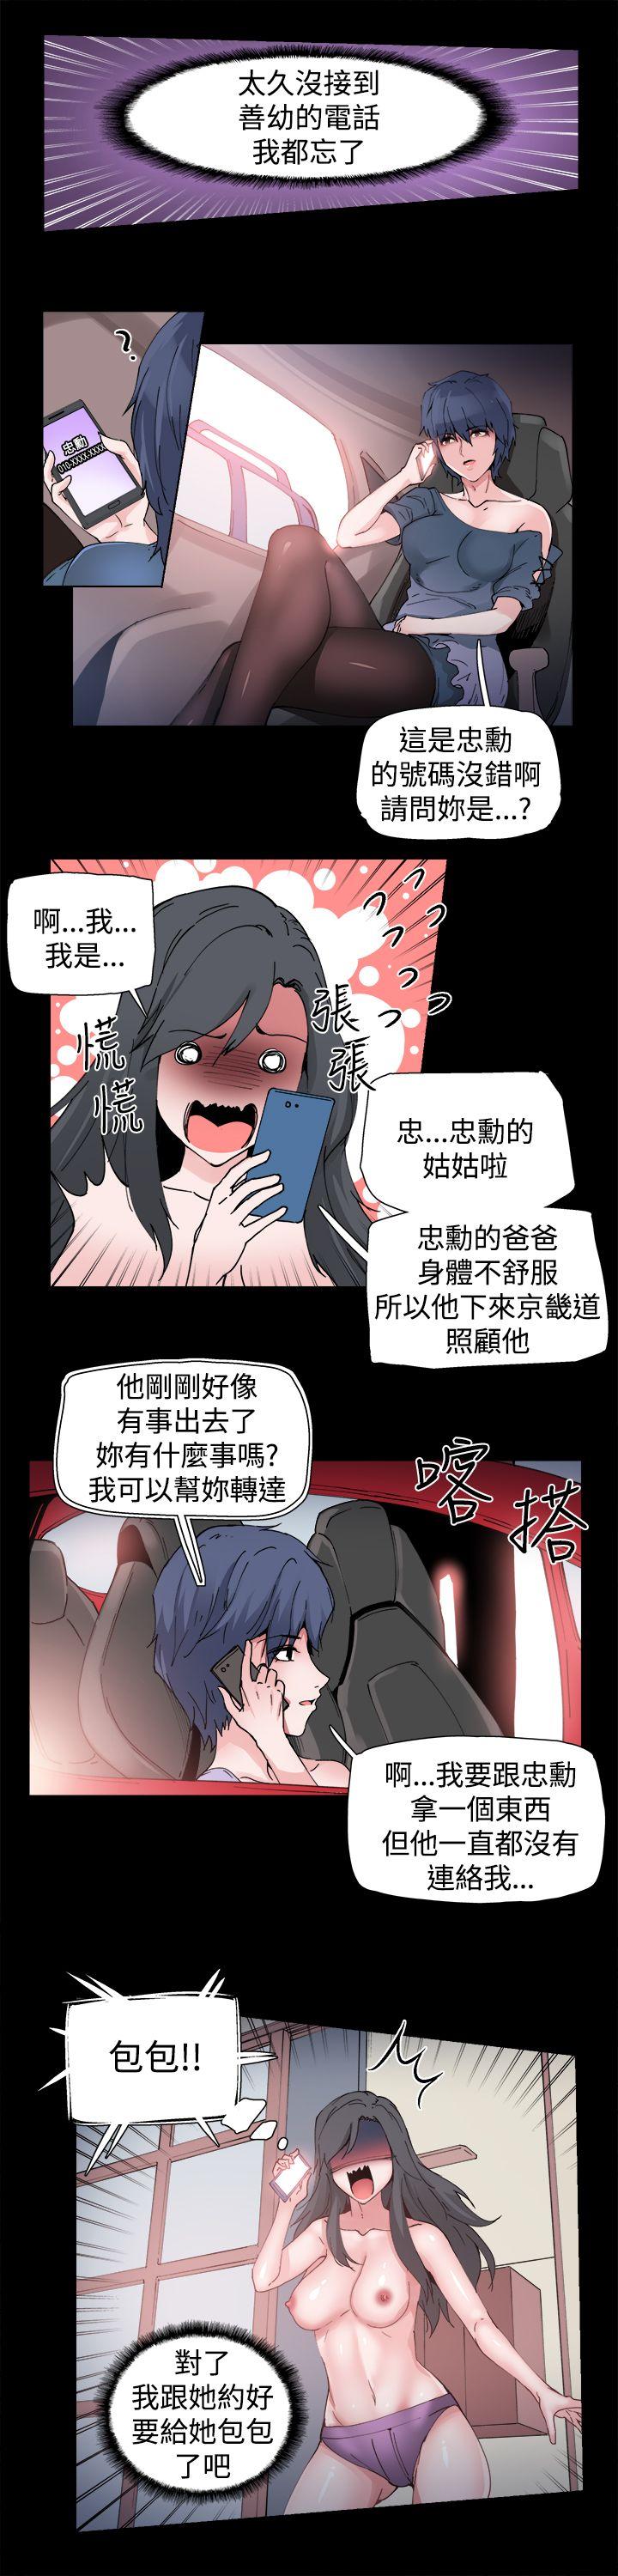 太久沒接到
善幼的電話
我都忘了
?
忠勳
010-XXXX-XXXX
這是忠勳
的號碼沒錯啊
請問妳是...?
啊...我...
我是...
慌
慌
張
張
忠...忠勳的
姑姑啦
忠勳的爸爸
身體不舒服
所以他下來京畿道
照顧他
他剛剛好像
有事出去了
妳有什麼事嗎?
我可以幫妳轉達
喀
搭
啊...我要跟忠勳
拿一個東西
但他一直都沒有
連絡我...
包包!!
對了
我跟她約好
要給她包包
了吧